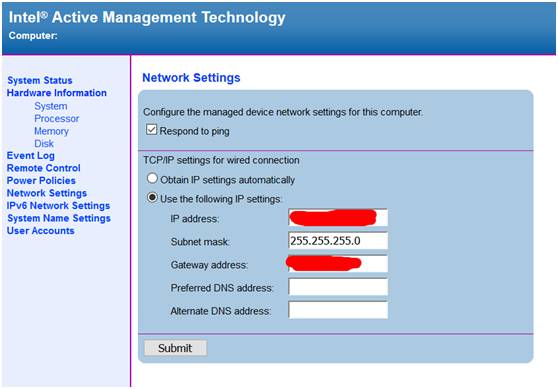 Intel® Active Management Technology
Computer:
System Status
Hardware Information
System
Processor
Memory
Disk
Event Log
Remote Control
Power Policies
Network Settings
IPv6 Network Settings
System Name Settings
User Accounts
Network Settings
Configure the managed device network settings for this computer.
Respond to ping
TCP/IP settings for wired connection
Obtain IP settings automatically
Use the following IP settings:
IP address:
Subnet mask: 255.255.255.0
Gateway address:
Preferred DNS address:
Alternate DNS address:
Submit